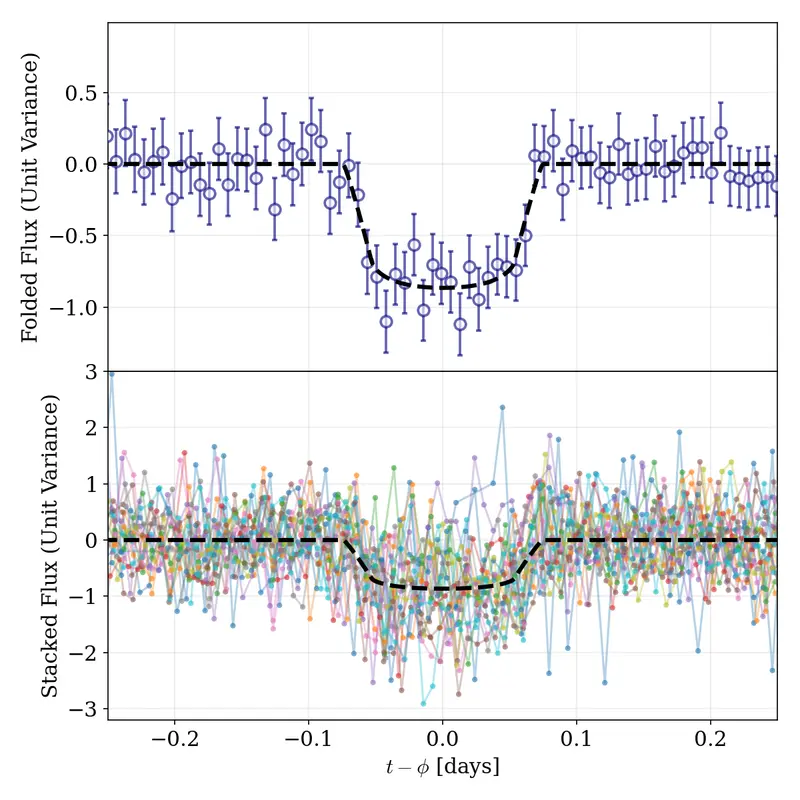 Folded Flux (Unit Variance)
0.5
0.0
−0.5
−1.0
Stacked Flux (Unit Variance)
3
2
1
0
−1
−2
−3
−0.2 −0.1 0.0 0.1 0.2
t − ϕ [days]